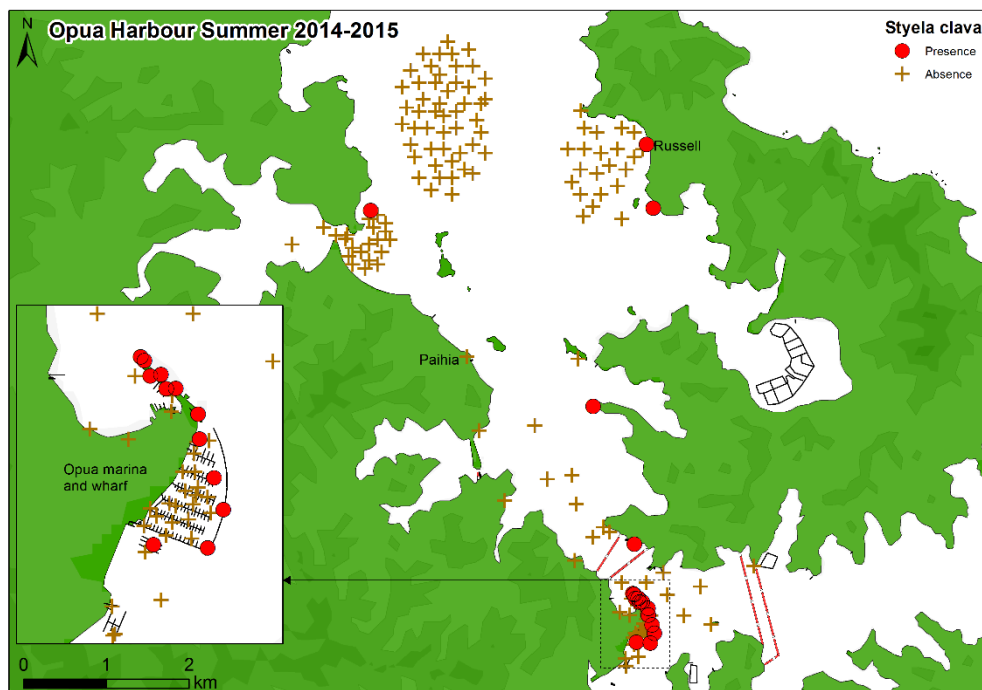 N
Opua Harbour Summer 2014-2015
Styela clava
Presence
Absence
Russell
Paihia
Opua marina
and wharf
0 1 2
km